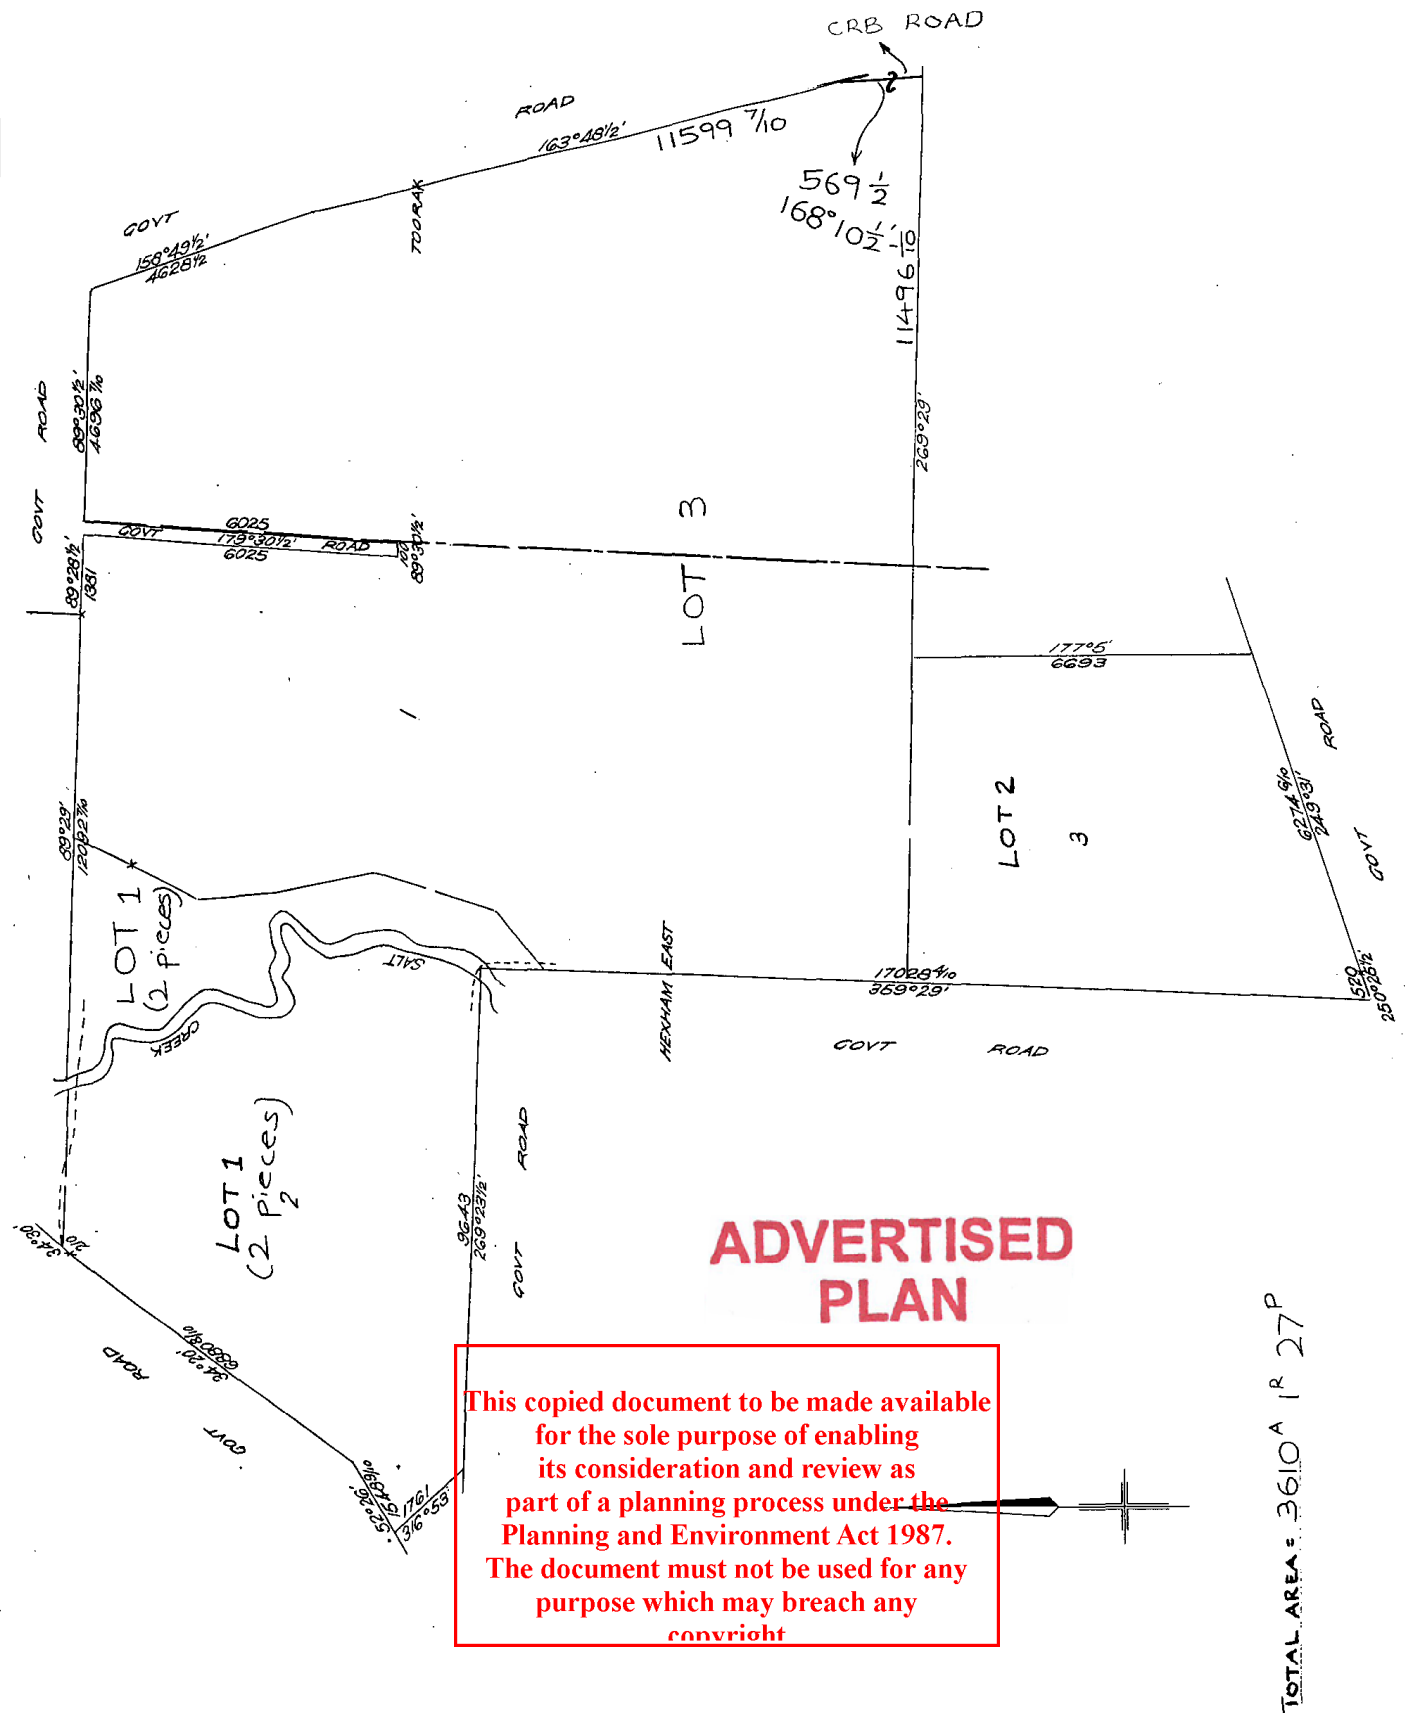 CRB ROAD
ROAD
163°48½'
11599 7/10
569 ½
168°10½'
GOVT
158°49½'
4628½
TOORAK
269°29'
ROAD
GOVT
89°30½'
4696 7/10
6025
GOVT
179°30½'
ROAD
6025
100
89°30½'
89°28½'
1381
LOT 3
1
177°5'
6693
ROAD
GOVT
6274 9/10
249°31'
LOT 2
3
89°29'
12092 7/10
LOT 1
(2 pieces)
SALT
CREEK
HEXHAM EAST
17028 4/10
359°29'
520
250°26½'
GOVT ROAD
LOT 1
(2 pieces)
2
9643
269°23½'
GOVT ROAD
34°30'
210
6880 8/10
34°20'
ROAD
GOVT
52°26'
1761
316°53'
ADVERTISED
PLAN
This copied document to be made available
for the sole purpose of enabling
its consideration and review as
part of a planning process under the
Planning and Environment Act 1987.
The document must not be used for any
purpose which may breach any
copyright
TOTAL AREA = 3610ᴬ 1ᴿ 27ᴾ